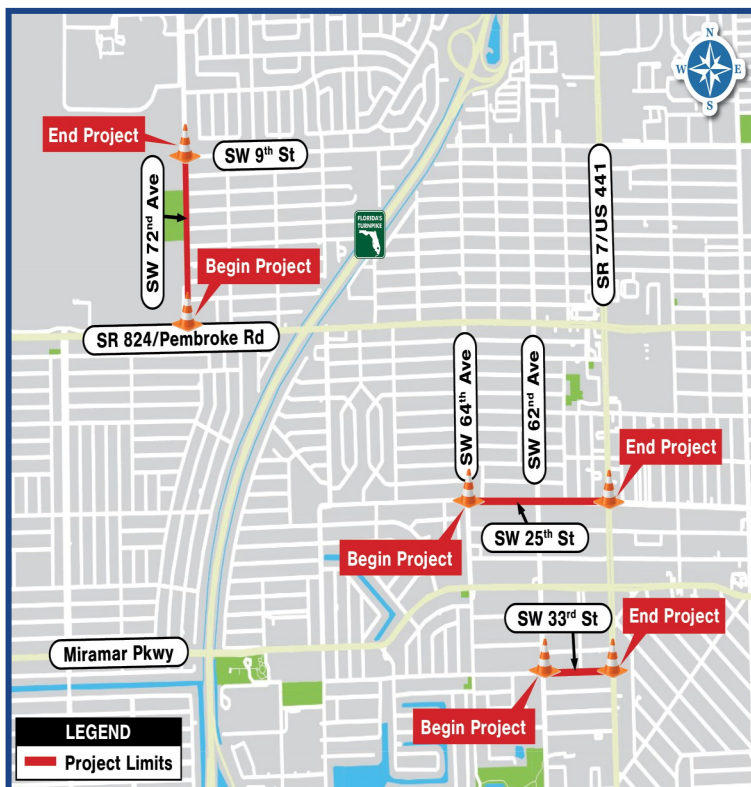 N
W E
S
End Project
SW 9th St
SW 72nd Ave
FLORIDA'S
TURNPIKE
SR 7/US 441
Begin Project
SR 824/Pembroke Rd
SW 64th Ave
SW 62nd Ave
End Project
Begin Project
SW 25th St
SW 33rd St
End Project
Miramar Pkwy
Begin Project
LEGEND
Project Limits